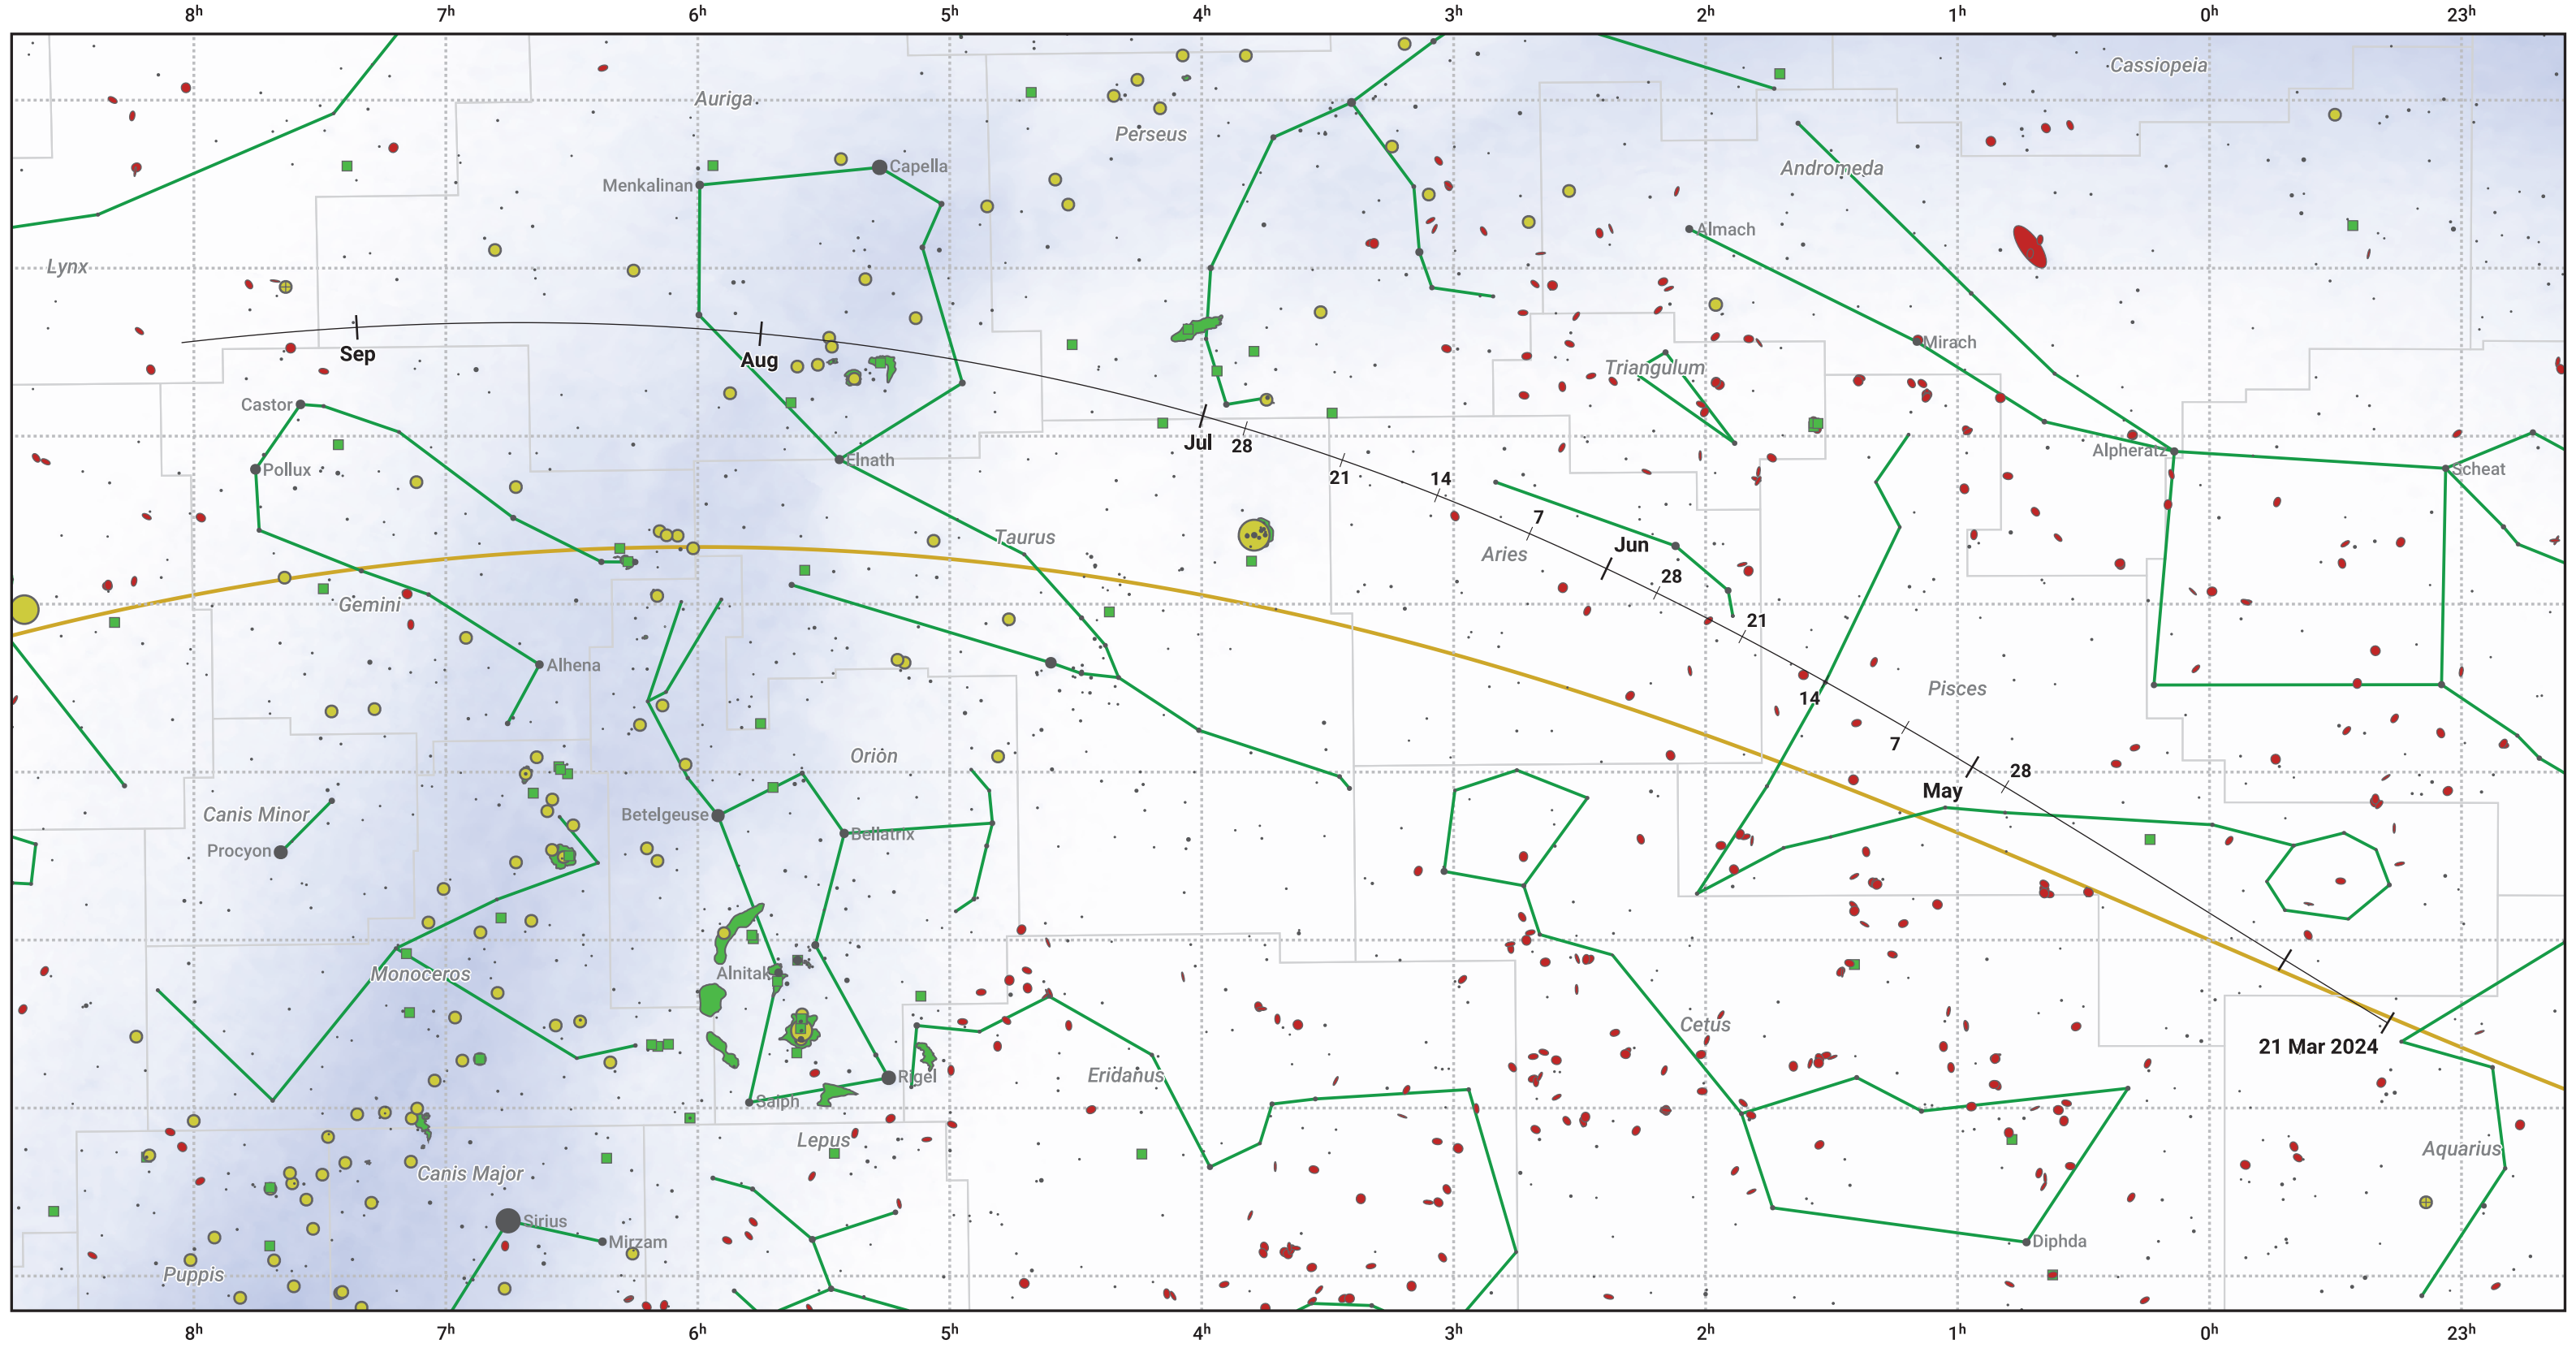 8ʰ 7ʰ 6ʰ 5ʰ 4ʰ 3ʰ 2ʰ 1ʰ 0ʰ 23ʰ
Cassiopeia
Auriga
Perseus
Capella
Andromeda
Menkalinan
Almach
Lynx
Sep
Aug
Mirach
Triangulum
Castor
Jul
28
Alpheratz
Pollux
Elnath
21
14
Scheat
7
Taurus
Jun
Aries
28
Gemini
21
Alhena
14
Pisces
7
Orion
28
May
Canis Minor
Betelgeuse
Bellatrix
Procyon
Monoceros
Alnitak
Cetus
21 Mar 2024
Eridanus
Rigel
Saiph
Lepus
Aquarius
Canis Major
Sirius
Mirzam
Diphda
Puppis
8ʰ 7ʰ 6ʰ 5ʰ 4ʰ 3ʰ 2ʰ 1ʰ 0ʰ 23ʰ